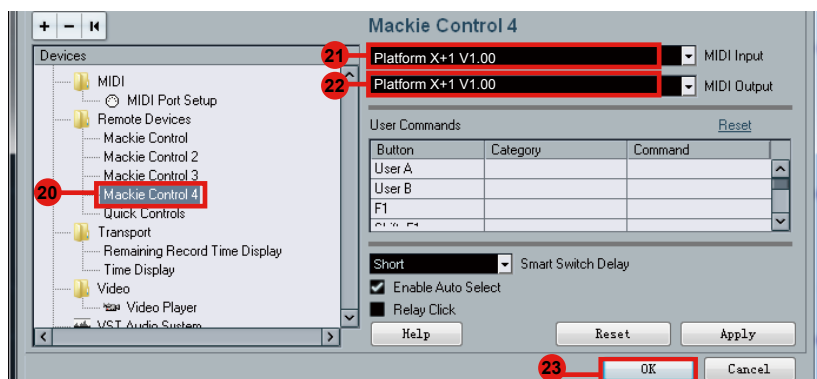 + - 
Mackie Control 4
Devices
21
Platform X+1 V1.00
MIDI Input
MIDI
22
Platform X+1 V1.00
MIDI Output
MIDI Port Setup
Remote Devices
User Commands
Reset
Mackie Control
Button Category Command
Mackie Control 2
User A
Mackie Control 3
User B
20
Mackie Control 4
F1
Quick Controls
Transport
Remaining Record Time Display
Short
Smart Switch Delay
Time Display
Enable Auto Select
Video
Relay Click
Video Player
VST Audio System
Help
Reset
Apply
23
OK
Cancel